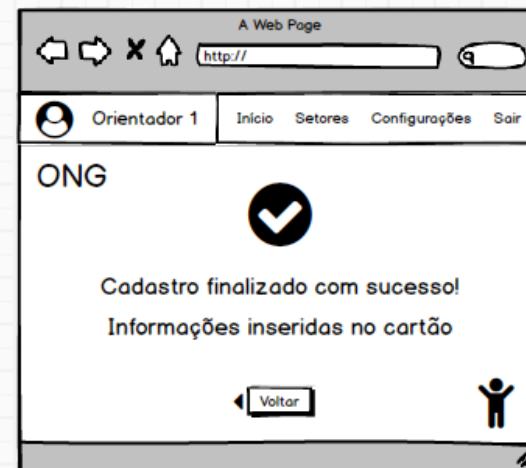 A Web Page
http://
Orientador 1
Início Setores Configurações Sair
ONG
Cadastro finalizado com sucesso!
Informações inseridas no cartão
Voltar